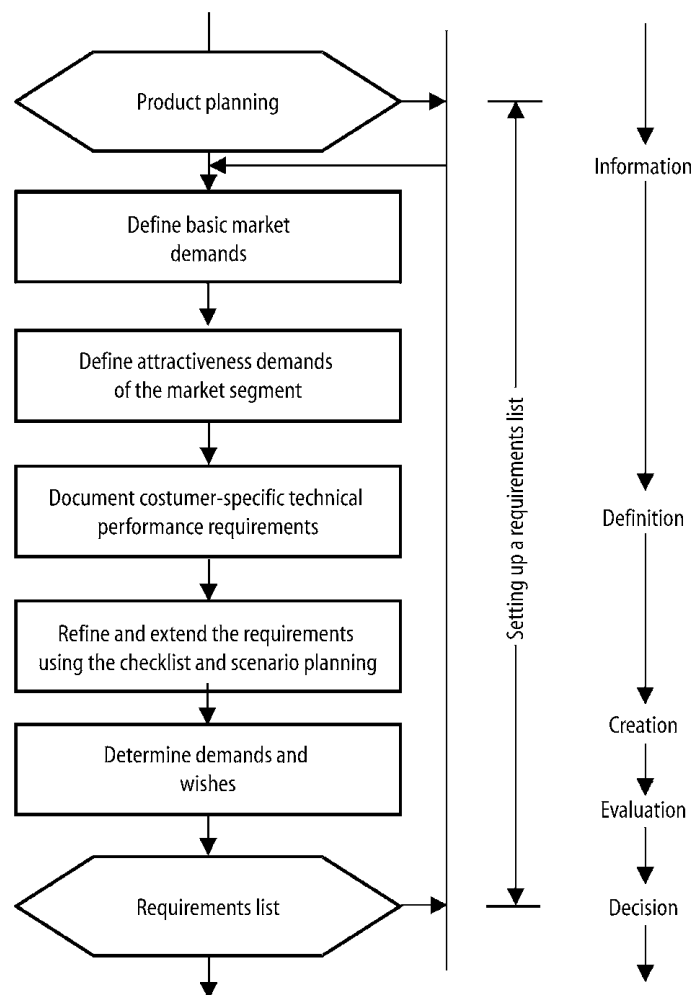 Product planning
Define basic market
demands
Define attractiveness demands
of the market segment
Document costumer-specific technical
performance requirements
Refine and extend the requirements
using the checklist and scenario planning
Determine demands and
wishes
Requirements list
Setting up a requirements list
Information
Definition
Creation
Evaluation
Decision